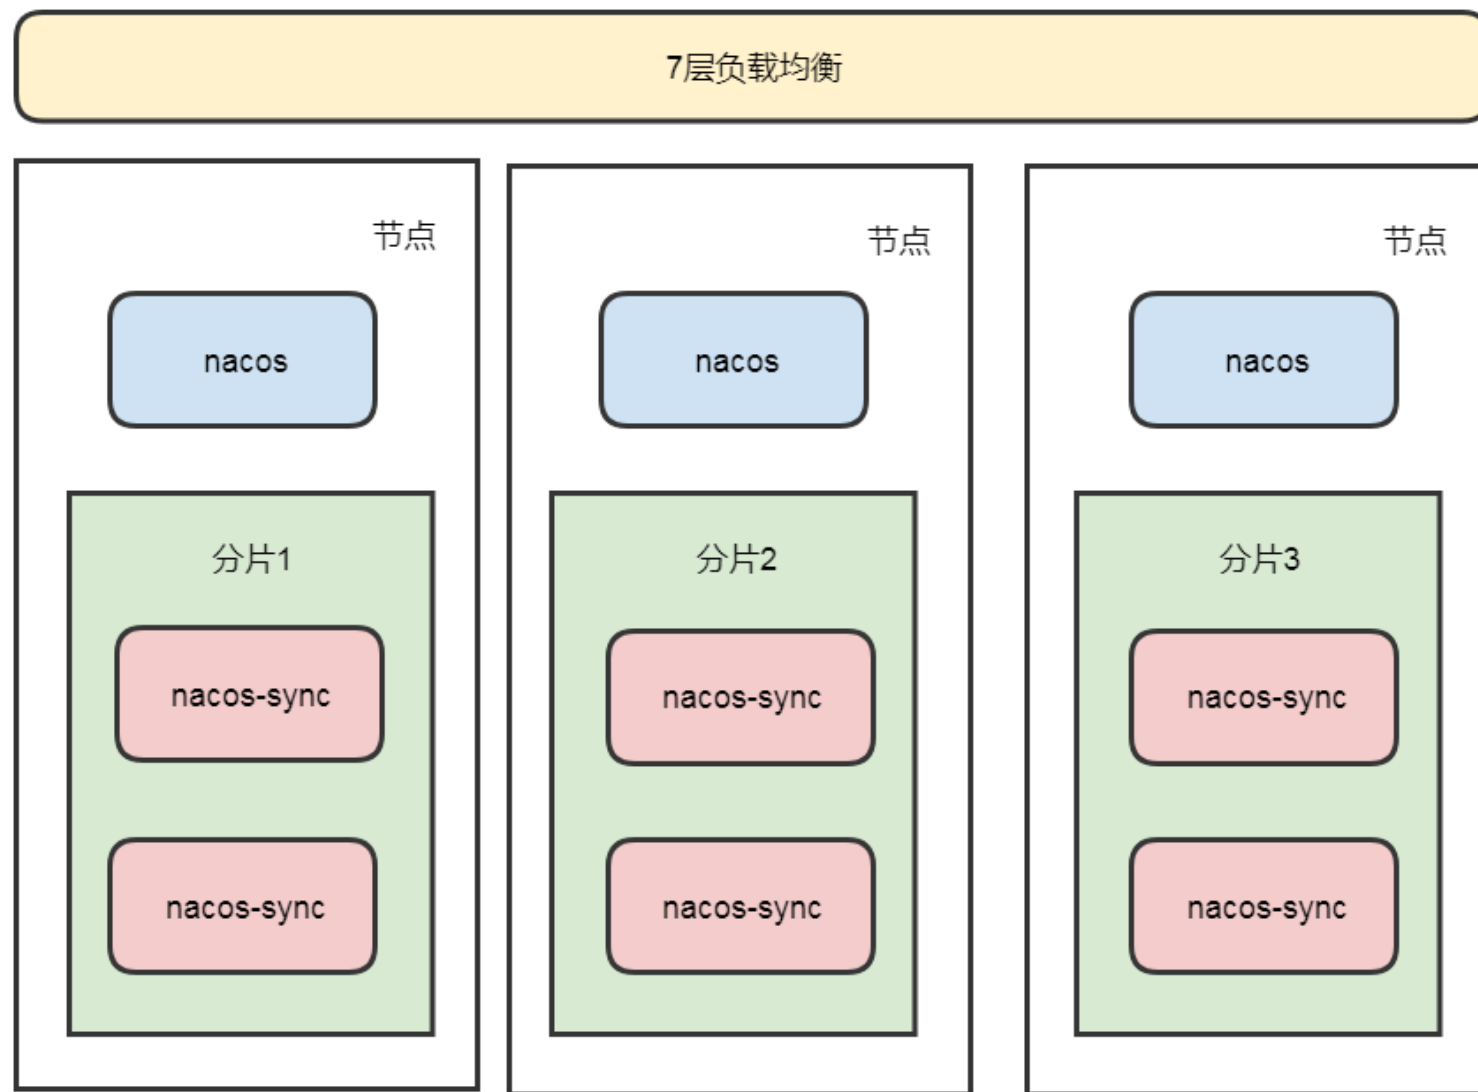 7层负载均衡
节点
节点
节点
nacos
nacos
nacos
分片1
分片2
分片3
nacos-sync
nacos-sync
nacos-sync
nacos-sync
nacos-sync
nacos-sync